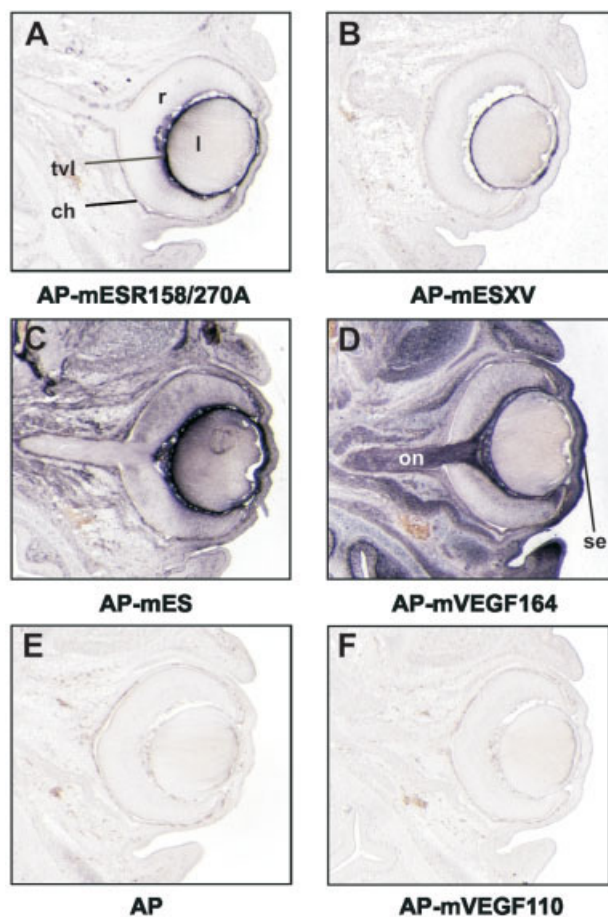 A
r
l
tvl
ch
AP-mESR158/270A
B
AP-mESXV
C
AP-mES
D
on
se
AP-mVEGF164
E
AP
F
AP-mVEGF110